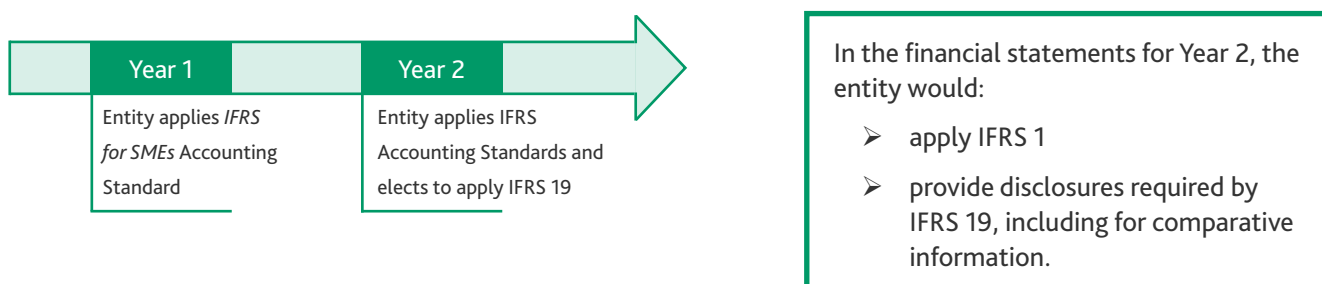 Year 1
Entity applies IFRS
for SMEs Accounting
Standard
Year 2
Entity applies IFRS
Accounting Standards and
elects to apply IFRS 19
In the financial statements for Year 2, the
entity would:
➢ apply IFRS 1
➢ provide disclosures required by
IFRS 19, including for comparative
information.